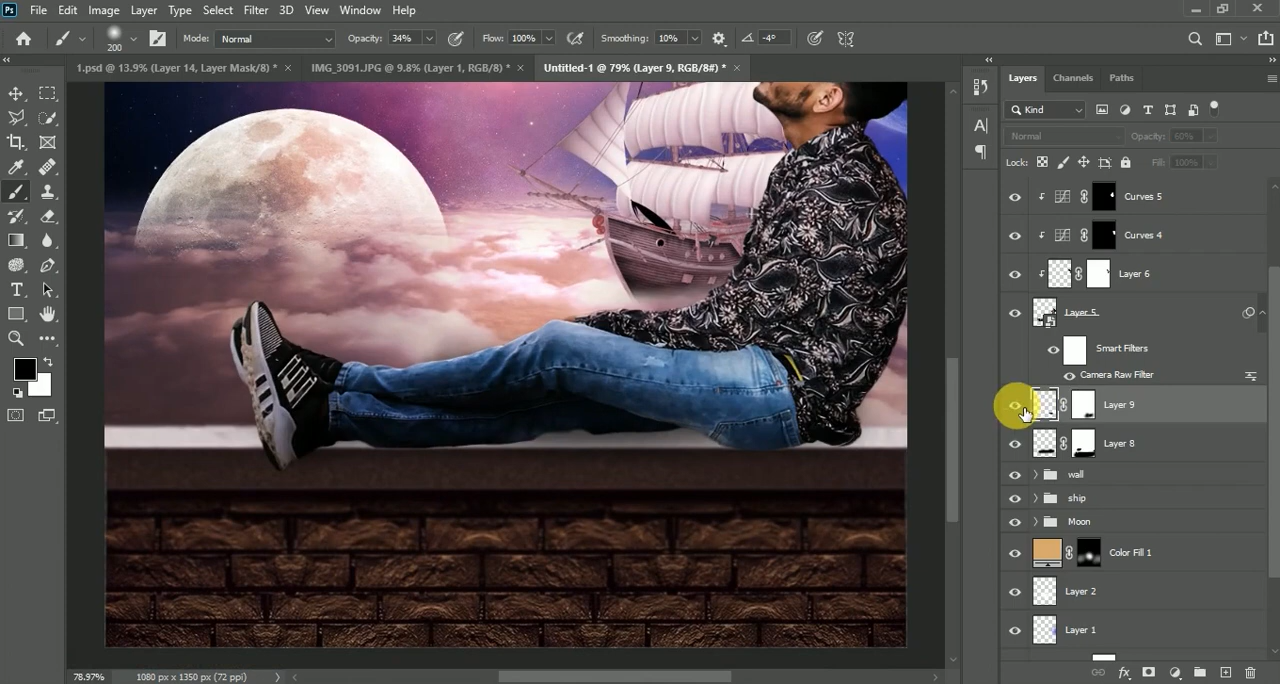 Ps File Edit Image Layer Type Select Filter 3D View Window Help
200 Mode: Normal Opacity: 34% Flow: 100% Smoothing: 10% -4°
1.psd @ 13.9% (Layer 14, Layer Mask/8) * × IMG_3091.JPG @ 9.8% (Layer 1, RGB/8) * × Untitled-1 @ 79% (Layer 9, RGB/8#) * ×
Layers Channels Paths
Kind
Normal Opacity: 60%
Lock: Fill: 100%
Curves 5
Curves 4
Layer 6
Layer 5
Smart Filters
Camera Raw Filter
Layer 9
Layer 8
wall
ship
Moon
Color Fill 1
Layer 2
Layer 1
78.97% 1080 px x 1350 px (72 ppi)